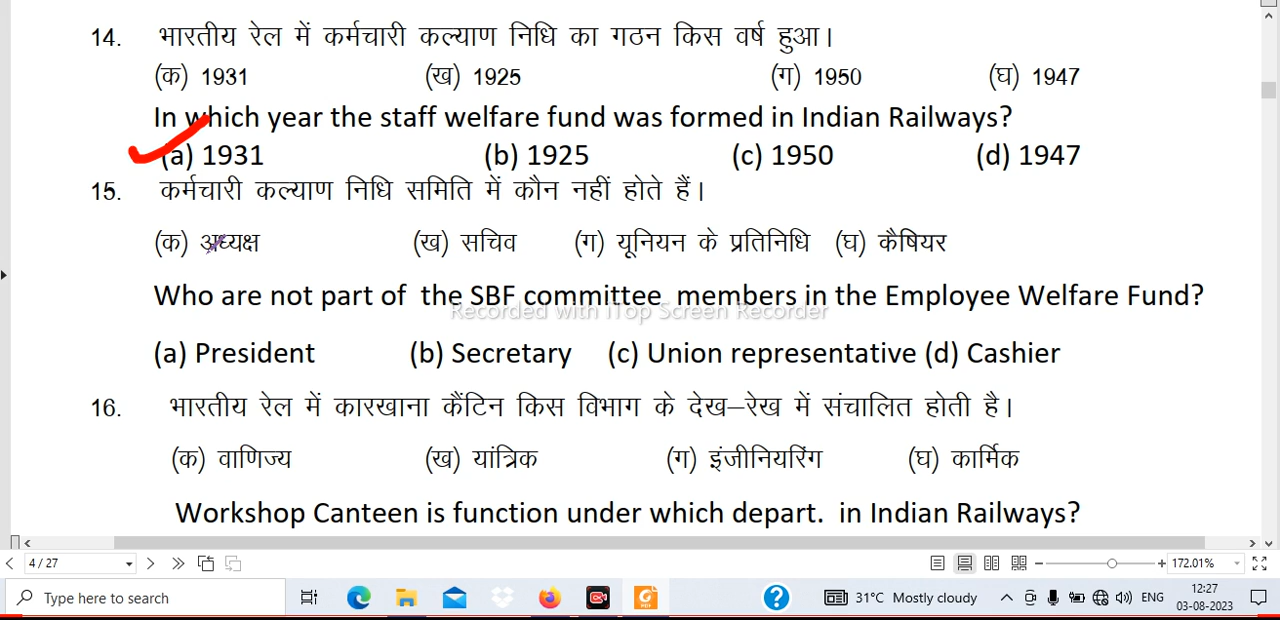 14. भारतीय रेल में कर्मचारी कल्याण निधि का गठन किस वर्ष हुआ।
(क) 1931 (ख) 1925 (ग) 1950 (घ) 1947
In which year the staff welfare fund was formed in Indian Railways?
(a) 1931 (b) 1925 (c) 1950 (d) 1947
15. कर्मचारी कल्याण निधि समिति में कौन नहीं होते हैं।
(क) अध्यक्ष (ख) सचिव (ग) यूनियन के प्रतिनिधि (घ) कैषियर
Who are not part of the SBF committee members in the Employee Welfare Fund?
Recorded with iTop Screen Recorder
(a) President (b) Secretary (c) Union representative (d) Cashier
16. भारतीय रेल में कारखाना कैंटिन किस विभाग के देख–रेख में संचालित होती है।
(क) वाणिज्य (ख) यांत्रिक (ग) इंजीनियरिंग (घ) कार्मिक
Workshop Canteen is function under which depart. in Indian Railways?
4 / 27 172.01%
Type here to search 31°C Mostly cloudy ENG 12:27
03-08-2023